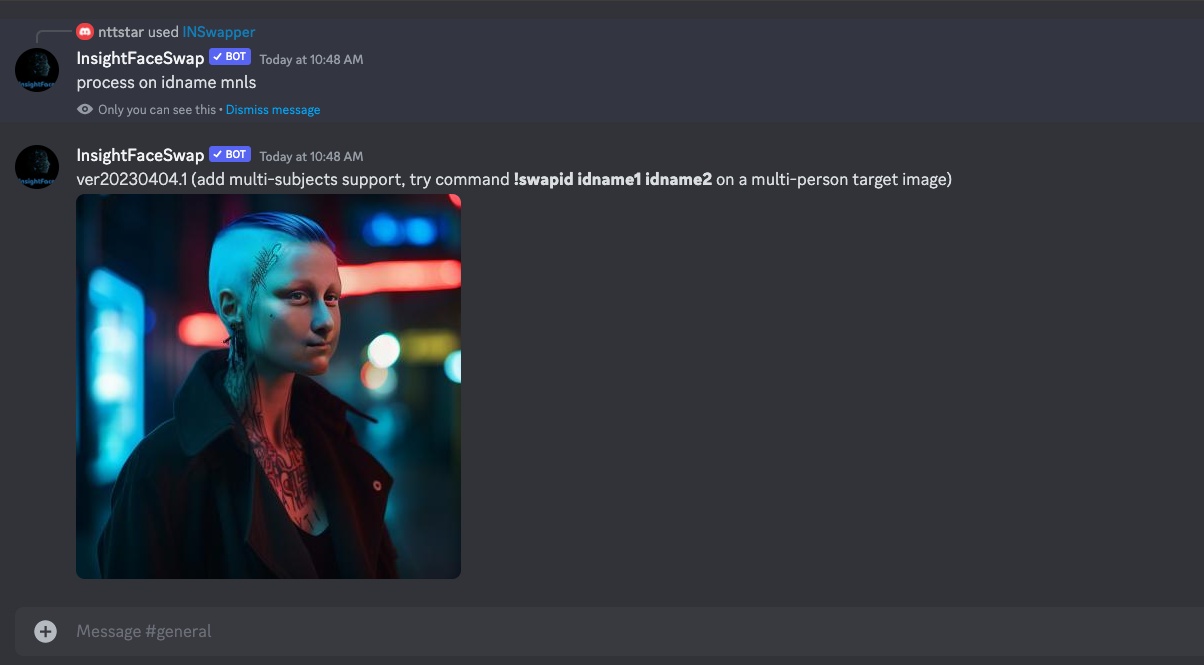 nttstar used INSwapper
InsightFaceSwap ✓ BOT Today at 10:48 AM
process on idname mnls
Only you can see this • Dismiss message
InsightFaceSwap ✓ BOT Today at 10:48 AM
ver20230404.1 (add multi-subjects support, try command !swapid idname1 idname2 on a multi-person target image)
Message #general